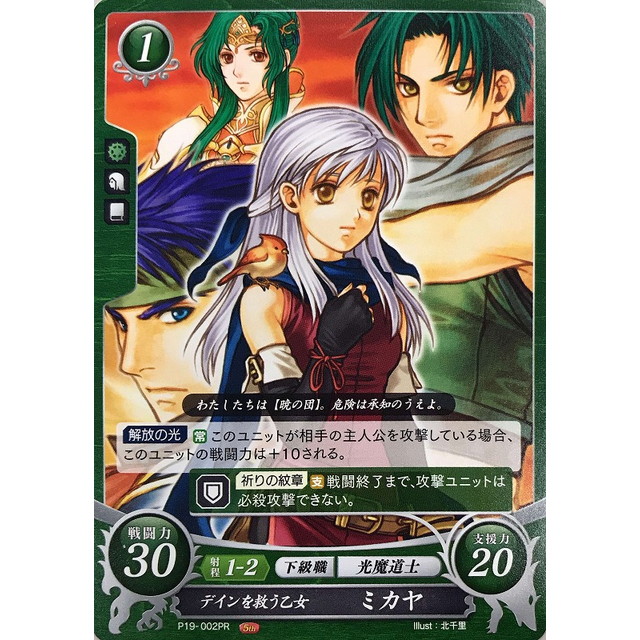 1
わたしたちは【暁の団】。危険は承知のうえよ。
解放の光 常 このユニットが相手の主人公を攻撃している場合、
このユニットの戦闘力は＋10される。
祈りの紋章 支 戦闘終了まで、攻撃ユニットは
必殺攻撃できない。
戦闘力 30
射程 1-2 下級職 光魔道士
支援力 20
デインを救う乙女 ミカヤ
P19-002PR 5th Illust：北千里